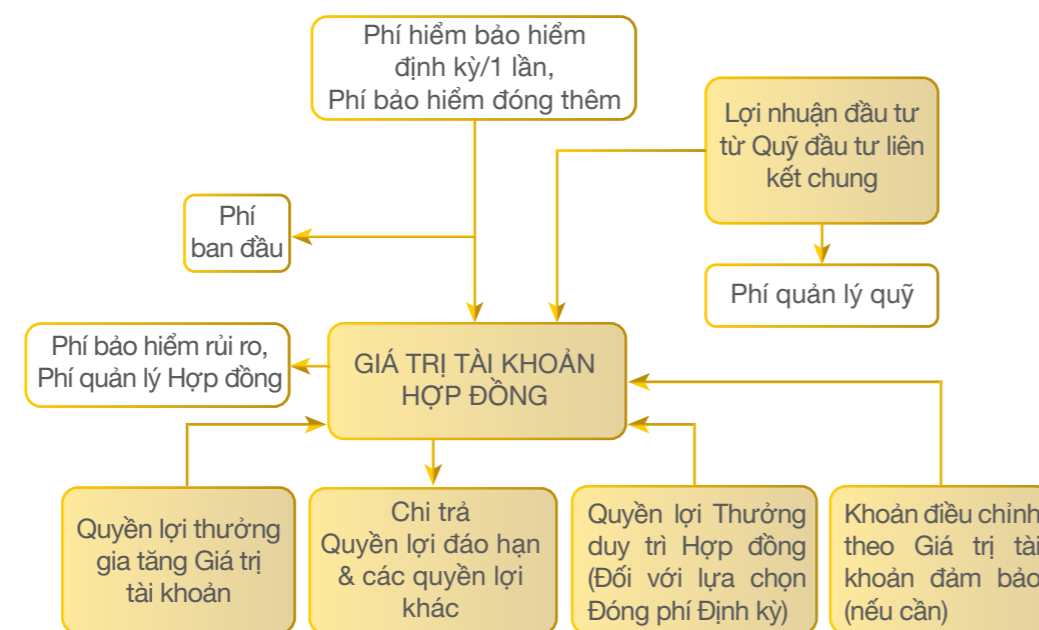 Phí hiểm bảo hiểm
định kỳ/1 lần,
Phí bảo hiểm đóng thêm
Lợi nhuận đầu tư
từ Quỹ đầu tư liên
kết chung
Phí
ban đầu
Phí quản lý quỹ
Phí bảo hiểm rủi ro,
Phí quản lý Hợp đồng
GIÁ TRỊ TÀI KHOẢN
HỢP ĐỒNG
Quyền lợi thưởng
gia tăng Giá trị
tài khoản
Chi trả
Quyền lợi đáo hạn
& các quyền lợi
khác
Quyền lợi Thưởng
duy trì Hợp đồng
(Đối với lựa chọn
Đóng phí Định kỳ)
Khoản điều chỉnh
theo Giá trị tài
khoản đảm bảo
(nếu cần)